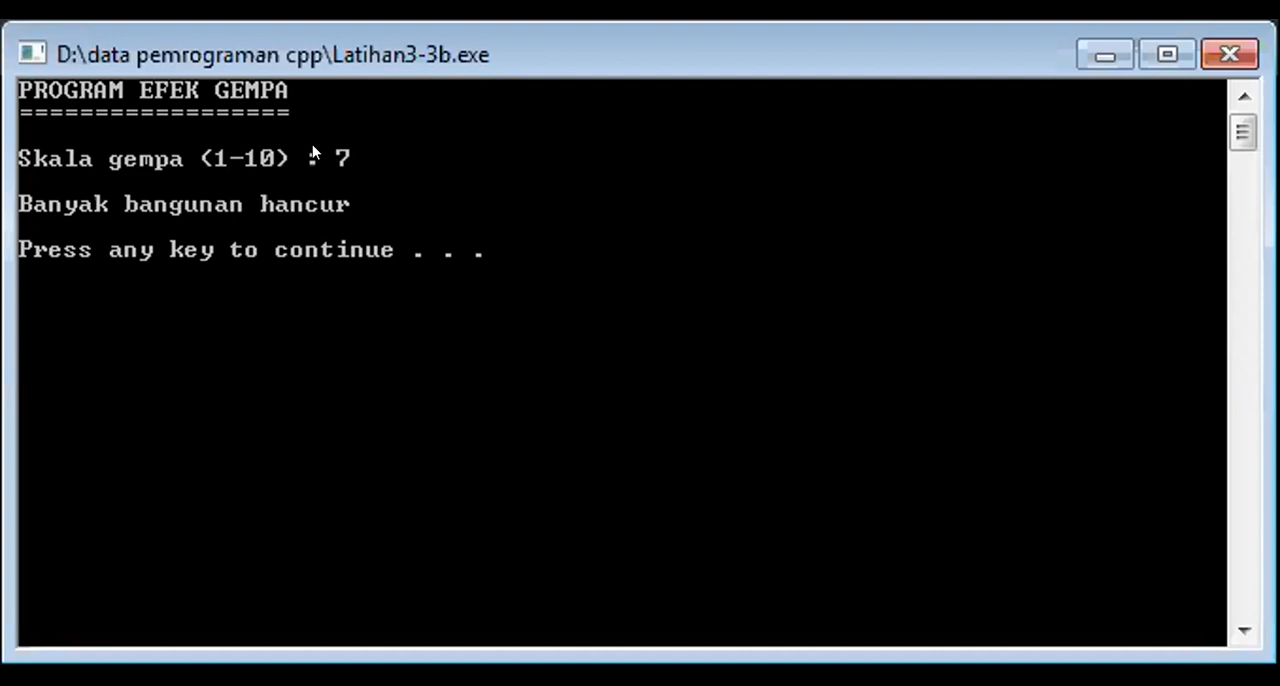 D:\data pemrograman cpp\Latihan3-3b.exe
PROGRAM EFEK GEMPA
==================
Skala gempa (1-10) : 7
Banyak bangunan hancur
Press any key to continue . . .